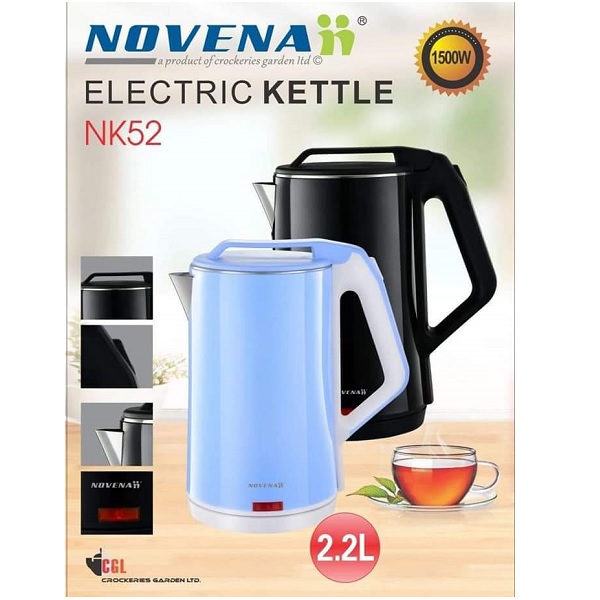 NOVENA ®
a product of crockeries garden ltd ©
1500W
ELECTRIC KETTLE
NK52
NOVENA
NOVENA
NOVENA
2.2L
CGL
CROCKERIES GARDEN LTD.